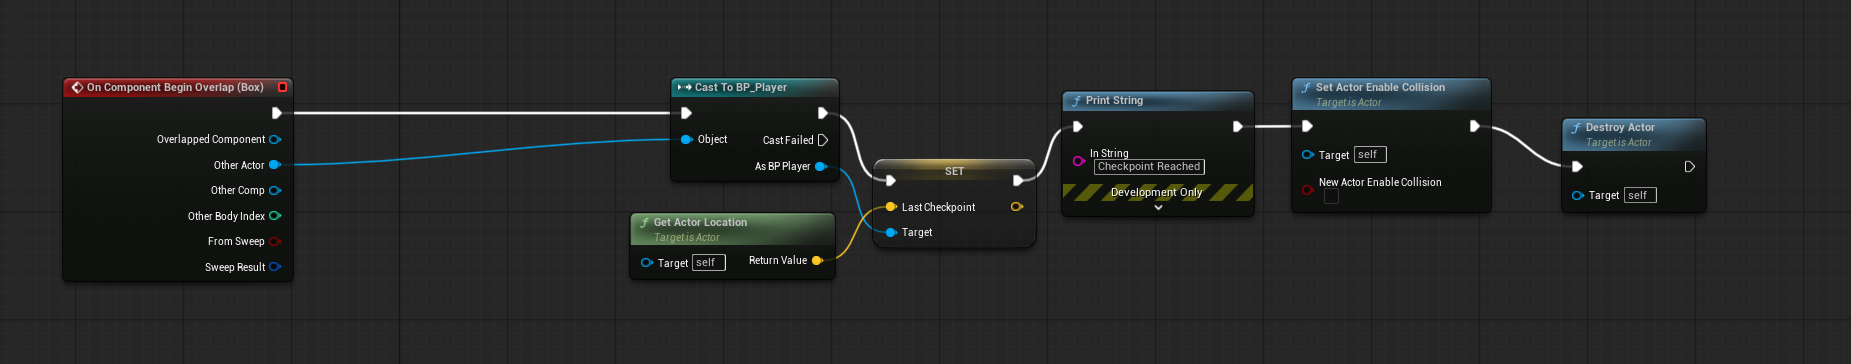 On Component Begin Overlap (Box)
Overlapped Component
Other Actor
Other Comp
Other Body Index
From Sweep
Sweep Result
Cast To BP_Player
Object
Cast Failed
As BP Player
Get Actor Location
Target is Actor
Target self
Return Value
SET
Last Checkpoint
Target
Print String
In String
Checkpoint Reached
Development Only
Set Actor Enable Collision
Target is Actor
Target self
New Actor Enable Collision
Destroy Actor
Target is Actor
Target self